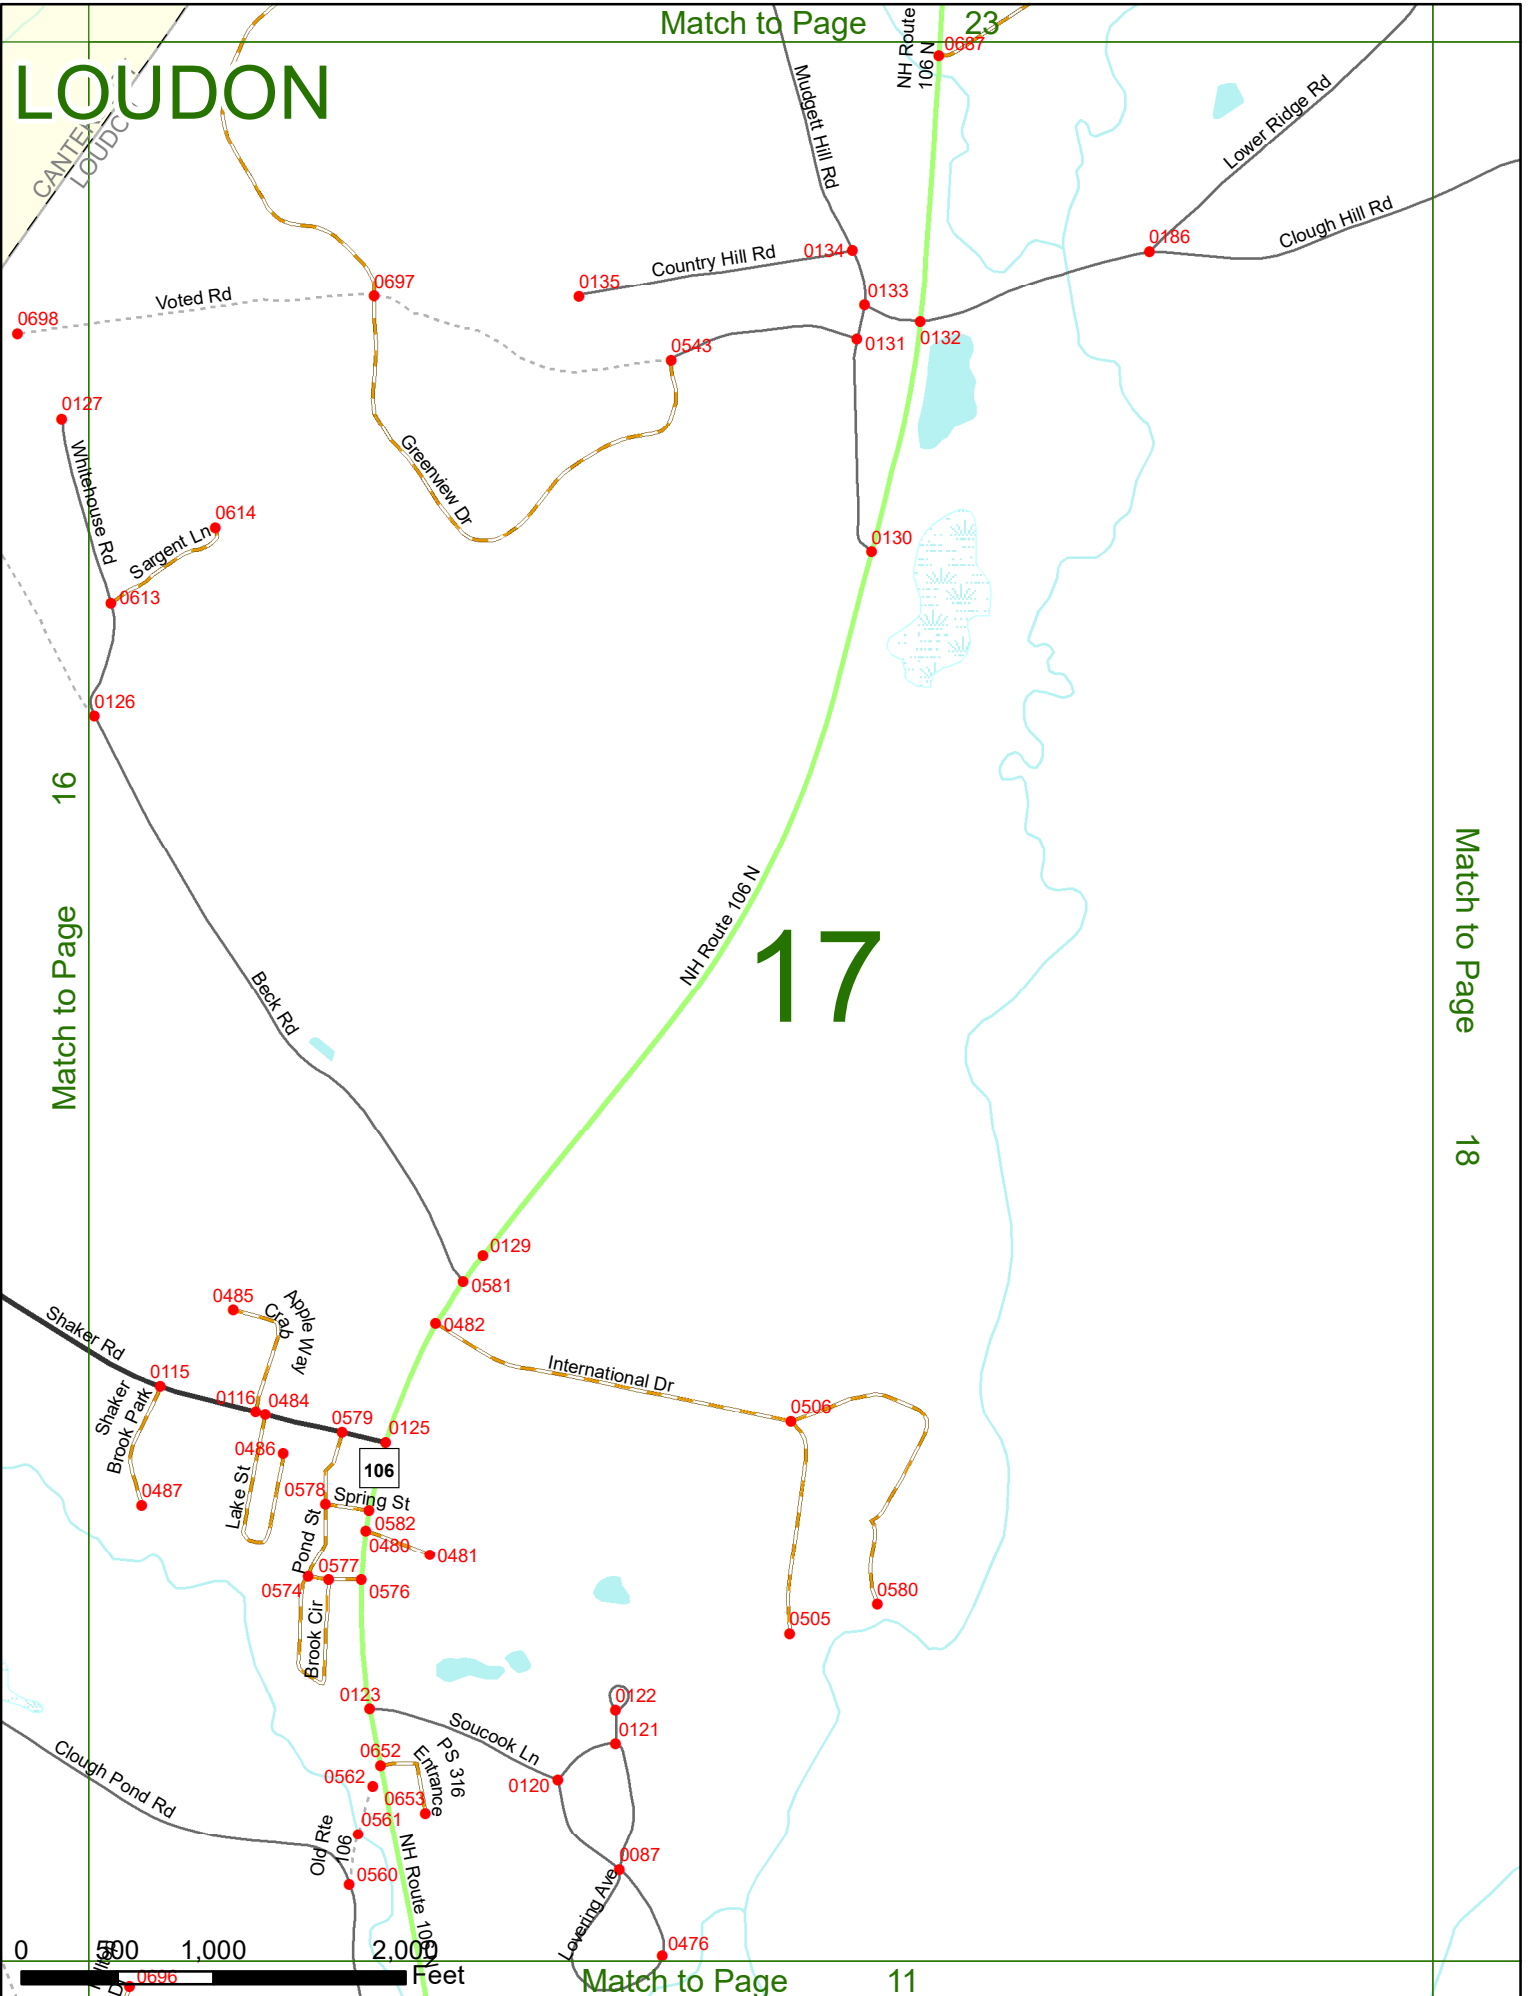 Match to Page 23
LOUDON
NH Route
106 N
0687
Mudgett Hill Rd
Lower Ridge Rd
Clough Hill Rd
0186
0134
Country Hill Rd
0135
0133
0132
0131
0697
Voted Rd
0698
0543
0127
Whitehouse Rd
Greenview Dr
0614
Sargent Ln
0613
0130
0126
Match to Page 16
NH Route 106 N
17
Match to Page 18
Beck Rd
0129
0581
0482
0485
Crab
Apple Way
Shaker Rd
International Dr
0115
Shaker
Brook Park
0116
0484
0579
0125
0506
106
0486
0487
Lake St
0578
Spring St
0582
Pond St
0480
0481
0577
0574
0576
0580
0505
Brook Cir
0123
0122
0121
Soucook Ln
0652
PS 316
Entrance
0562
0653
0120
Clough Pond Rd
0561
Old Rte
106
NH Route 106 N
0087
0560
Lovering Ave
0476
0 500 1,000 2,000
Feet
0696
Match to Page 11